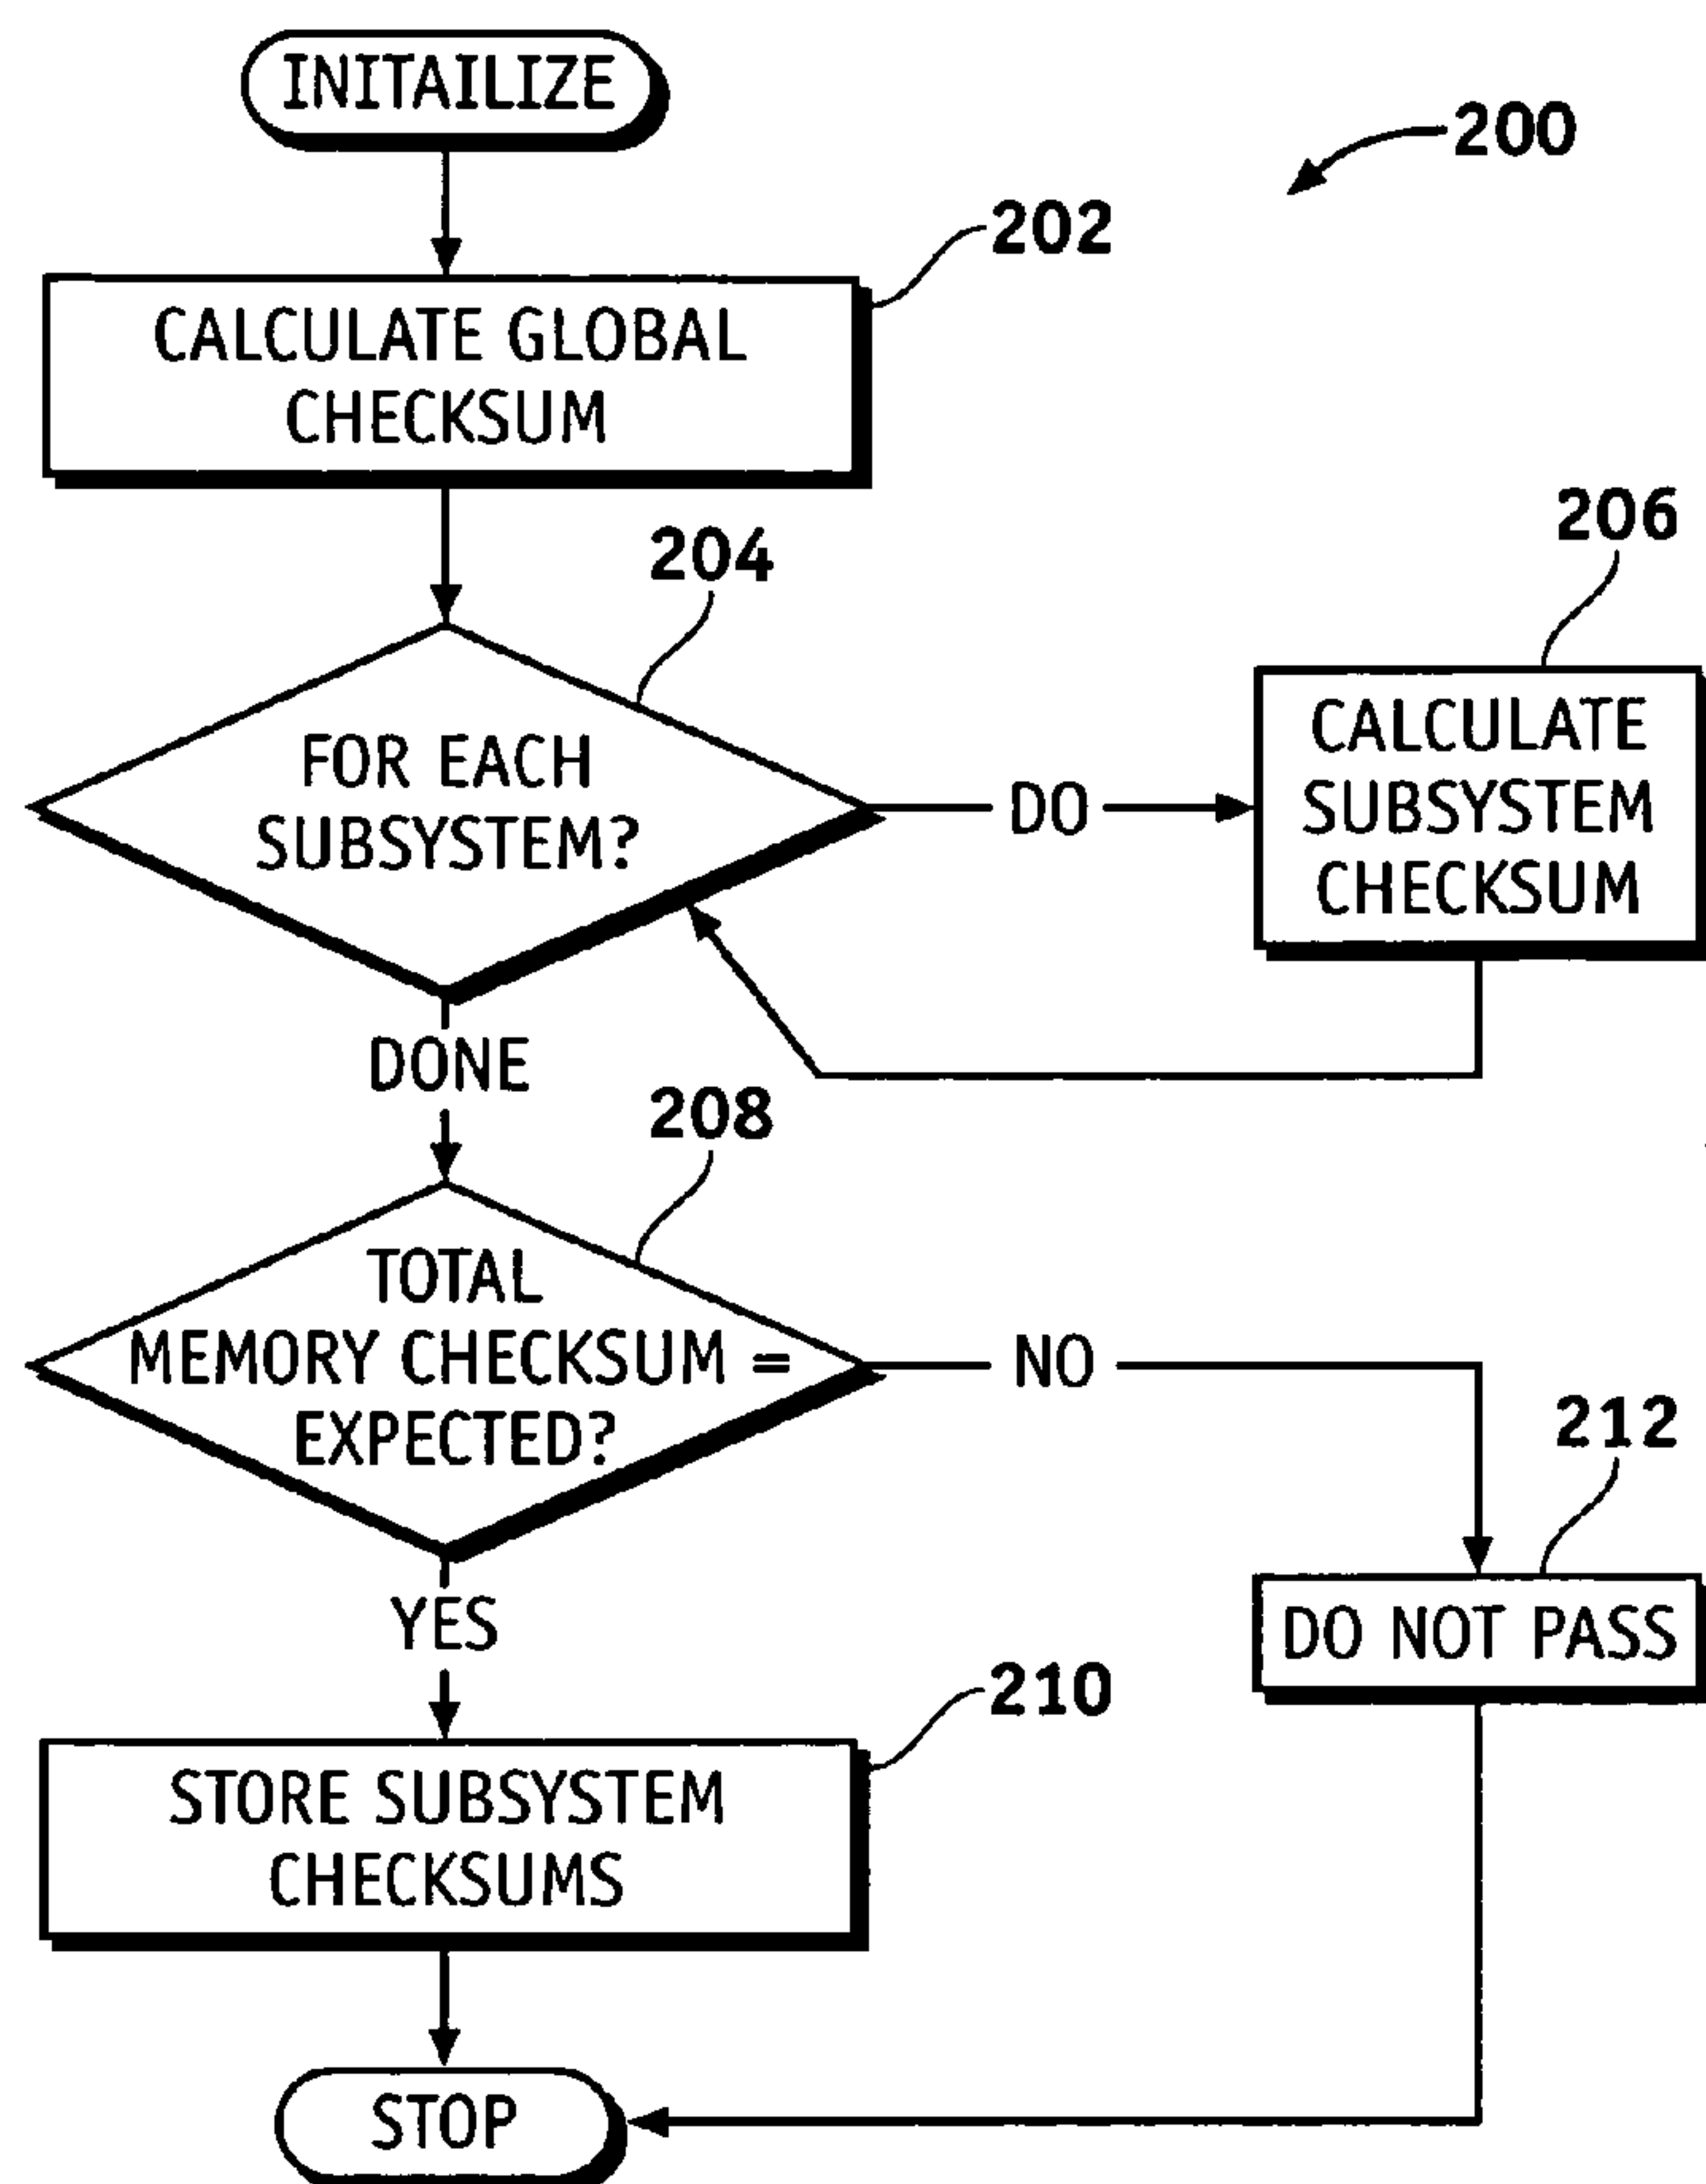 INITAILIZE
200
202
CALCULATE GLOBAL
CHECKSUM
204
206
FOR EACH
SUBSYSTEM?
DO
CALCULATE
SUBSYSTEM
CHECKSUM
DONE
208
TOTAL
MEMORY CHECKSUM =
EXPECTED?
NO
212
DO NOT PASS
YES
210
STORE SUBSYSTEM
CHECKSUMS
STOP